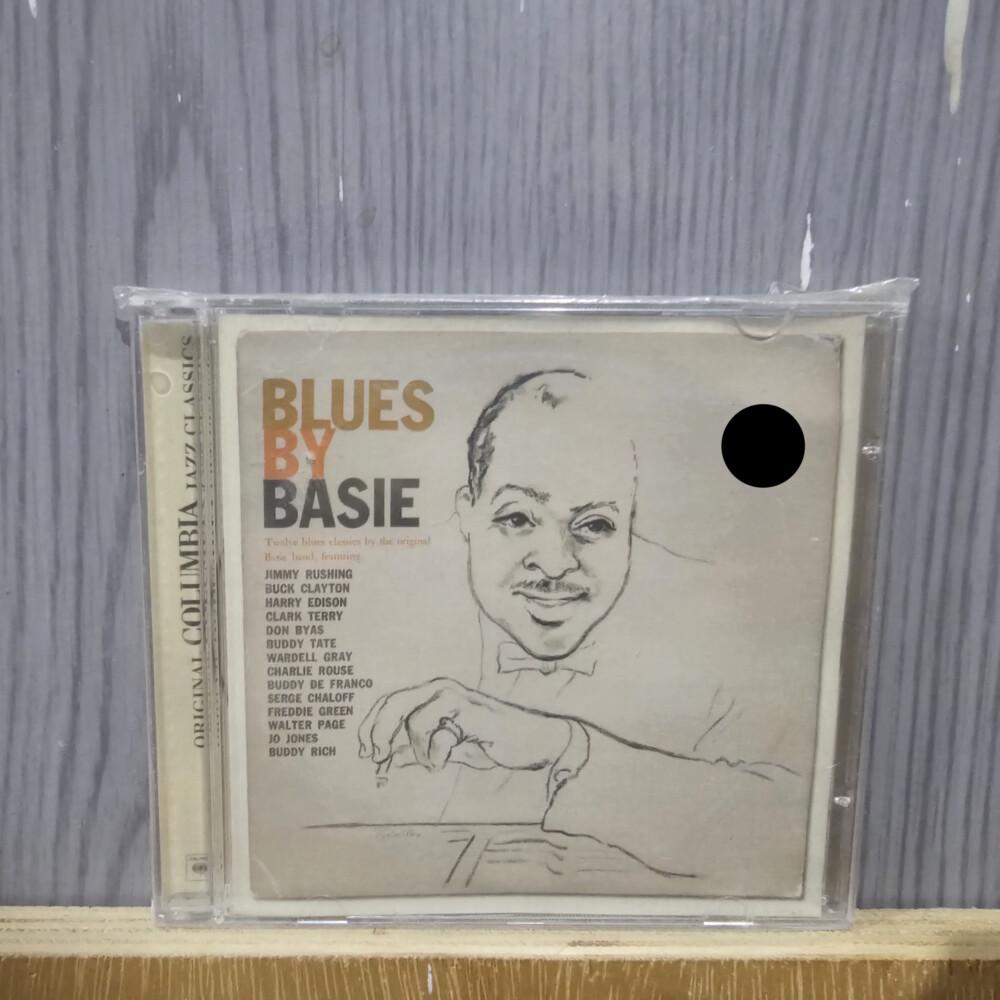 ORIGINAL COLUMBIA JAZZ CLASSICS
BLUES
BY
BASIE
Twelve blues classics by the original
Basie band, featuring
JIMMY RUSHING
BUCK CLAYTON
HARRY EDISON
CLARK TERRY
DON BYAS
BUDDY TATE
WARDELL GRAY
CHARLIE ROUSE
BUDDY DE FRANCO
SERGE CHALOFF
FREDDIE GREEN
WALTER PAGE
JO JONES
BUDDY RICH